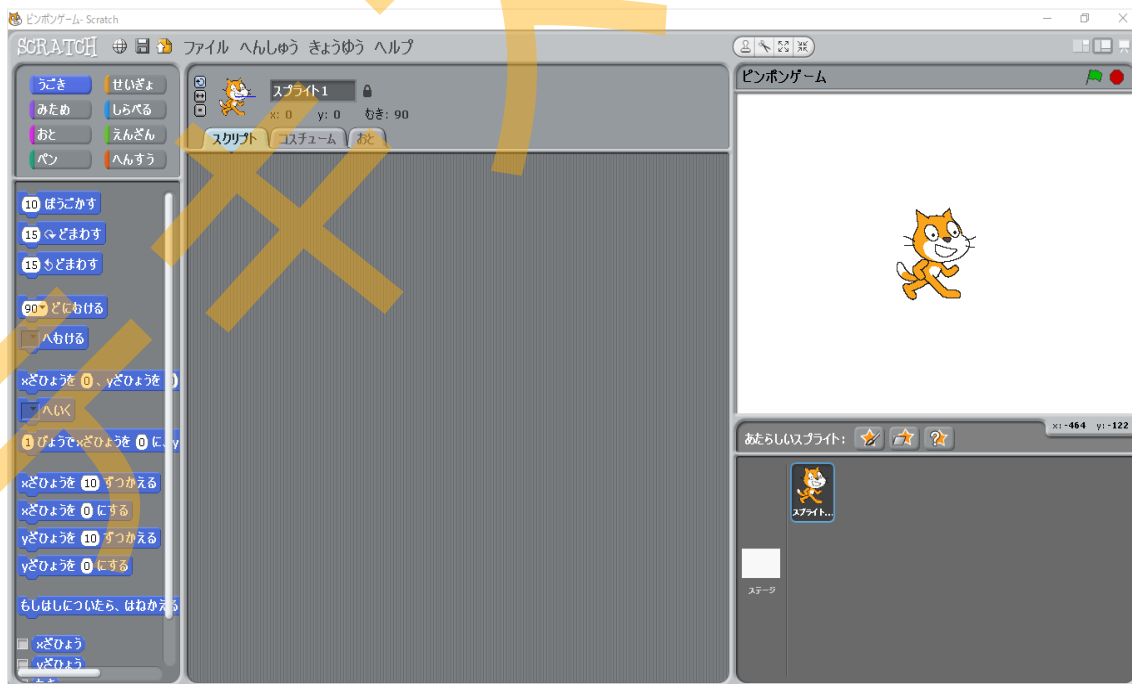 ピンポンゲーム- Scratch
SCRATCH ファイル へんしゅう きょうゆう ヘルプ
うごき せいぎょ
みため しらべる
おと えんざん
ペン へんすう
スプライト1
x: 0 y: 0 むき: 90
スクリプト コスチューム おと
10 ほうごかす
15 どまわす
15 どまわす
90 どにむける
へむける
xざひょうを 0 、yざひょうを
へいく
1 びょうでxざひょうを 0 に、y
xざひょうを 10 ずつかえる
xざひょうを 0 にする
yざひょうを 10 ずつかえる
yざひょうを 0 にする
もしはしについたら、はねかえる
xざひょう
yざひょう
ピンポンゲーム
x: -464 y: -122
あたらしいスプライト:
スプライト...
ステージ